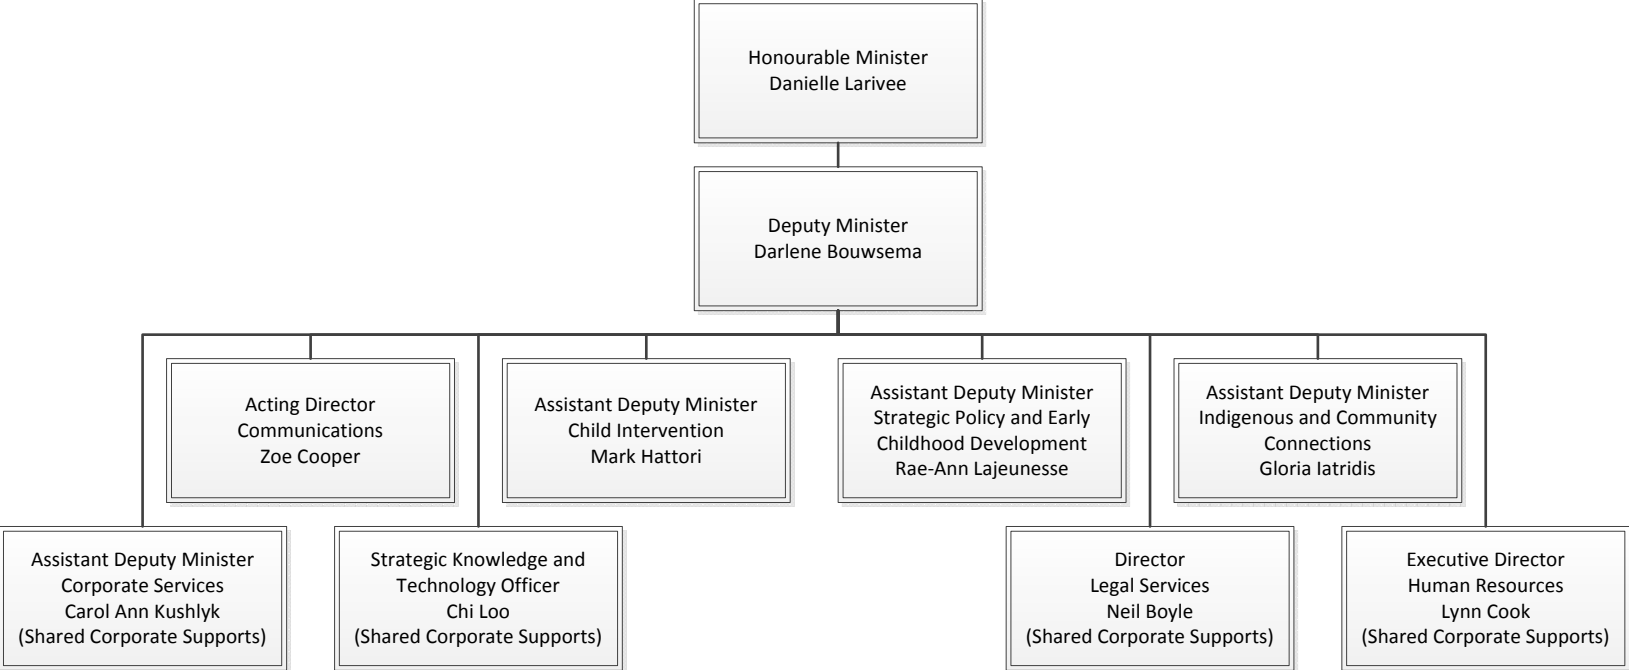 Honourable Minister
Danielle Larivee
Deputy Minister
Darlene Bouwsema
Acting Director
Communications
Zoe Cooper
Assistant Deputy Minister
Child Intervention
Mark Hattori
Assistant Deputy Minister
Strategic Policy and Early
Childhood Development
Rae-Ann Lajeunesse
Assistant Deputy Minister
Indigenous and Community
Connections
Gloria Iatridis
Assistant Deputy Minister
Corporate Services
Carol Ann Kushlyk
(Shared Corporate Supports)
Strategic Knowledge and
Technology Officer
Chi Loo
(Shared Corporate Supports)
Director
Legal Services
Neil Boyle
(Shared Corporate Supports)
Executive Director
Human Resources
Lynn Cook
(Shared Corporate Supports)